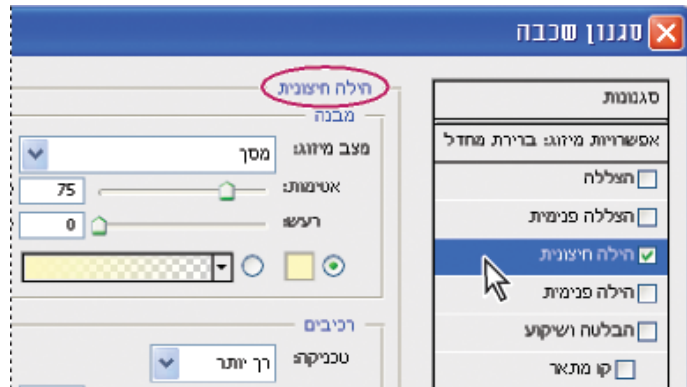 סגנון שכבה
סגנונות
אפשרויות מיזוג: ברירת מחדל
הצללה
הצללה פנימית
הילה חיצונית
הילה פנימית
הבלטה ושיקוע
קו מתאר
הילה חיצונית
מבנה
מצב מיזוג: מסך
אטימות: 75
רעש: 0
רכיבים
טכניקה: רך יותר